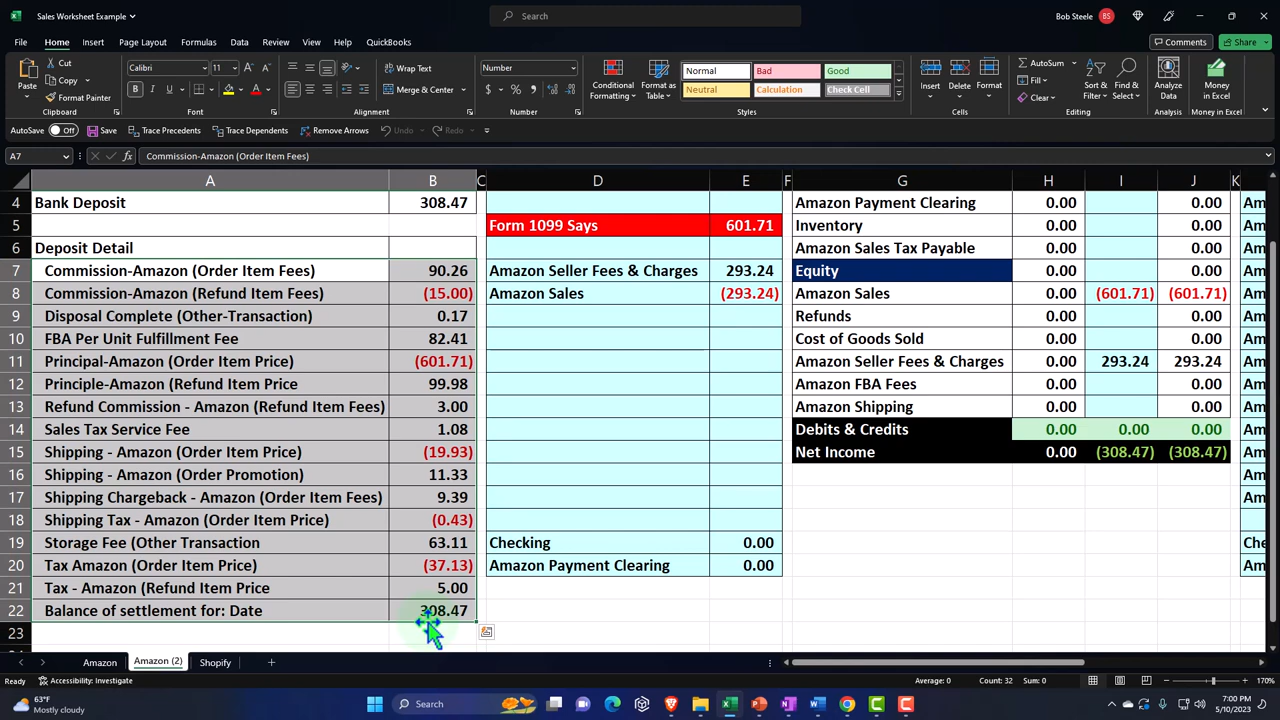 Sales Worksheet Example
Search
Bob Steele BS
File Home Insert Page Layout Formulas Data Review View Help QuickBooks
Comments Share
Paste Cut Copy Format Painter Clipboard
Calibri 11 B I U Font
Wrap Text Merge & Center Alignment
Number $ % Number
Conditional Formatting Format as Table
Normal Bad Good
Neutral Calculation Check Cell
Styles
Insert Delete Format Cells
AutoSum Fill Clear Sort & Filter Find & Select Editing
Analyze Data Analysis
Money in Excel Money in Excel
AutoSave Off Save Trace Precedents Trace Dependents Remove Arrows Undo
A7 fx Commission-Amazon (Order Item Fees)
A B C D E F G H I J K
4 Bank Deposit 308.47 Amazon Payment Clearing 0.00 0.00 Am
5 Form 1099 Says 601.71 Inventory 0.00 0.00 Am
6 Deposit Detail Amazon Sales Tax Payable 0.00 0.00 Am
7 Commission-Amazon (Order Item Fees) 90.26 Amazon Seller Fees & Charges 293.24 Equity 0.00 0.00 Am
8 Commission-Amazon (Refund Item Fees) (15.00) Amazon Sales (293.24) Amazon Sales 0.00 (601.71) (601.71) Am
9 Disposal Complete (Other-Transaction) 0.17 Refunds 0.00 0.00 Am
10 FBA Per Unit Fulfillment Fee 82.41 Cost of Goods Sold 0.00 0.00 Am
11 Principal-Amazon (Order Item Price) (601.71) Amazon Seller Fees & Charges 0.00 293.24 293.24 Am
12 Principle-Amazon (Refund Item Price 99.98 Amazon FBA Fees 0.00 0.00 Am
13 Refund Commission - Amazon (Refund Item Fees) 3.00 Amazon Shipping 0.00 0.00 Am
14 Sales Tax Service Fee 1.08 Debits & Credits 0.00 0.00 0.00 Am
15 Shipping - Amazon (Order Item Price) (19.93) Net Income 0.00 (308.47) (308.47) Am
16 Shipping - Amazon (Order Promotion) 11.33 Am
17 Shipping Chargeback - Amazon (Order Item Fees) 9.39 Am
18 Shipping Tax - Amazon (Order Item Price) (0.43)
19 Storage Fee (Other Transaction 63.11 Checking 0.00 Che
20 Tax Amazon (Order Item Price) (37.13) Amazon Payment Clearing 0.00 Am
21 Tax - Amazon (Refund Item Price 5.00
22 Balance of settlement for: Date 308.47
23
Amazon Amazon (2) Shopify
Ready Accessibility: Investigate Average: 0 Count: 32 Sum: 0 170%
63°F
Mostly cloudy
Search
7:00 PM
5/10/2023